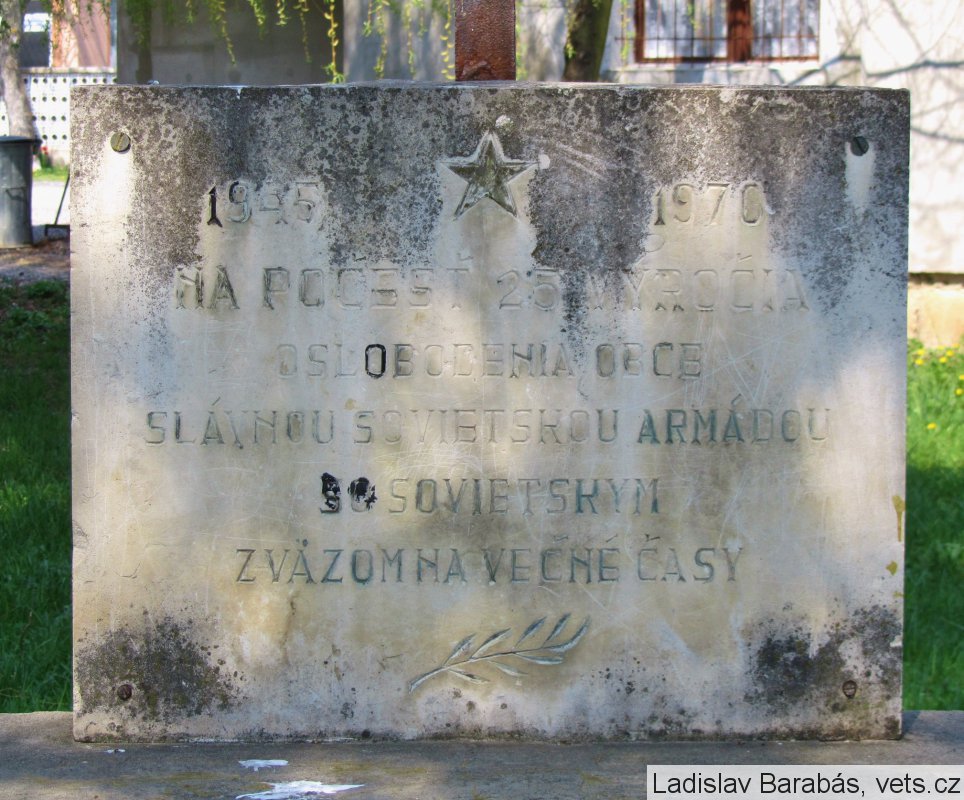 1945 1970
NA POČESŤ 25 VÝROČIA
OSLOBODENIA OBCE
SLÁVNOU SOVIETSKOU ARMÁDOU
SO SOVIETSKYM
ZVÄZOM NA VEČNÉ ČASY
Ladislav Barabás, vets.cz